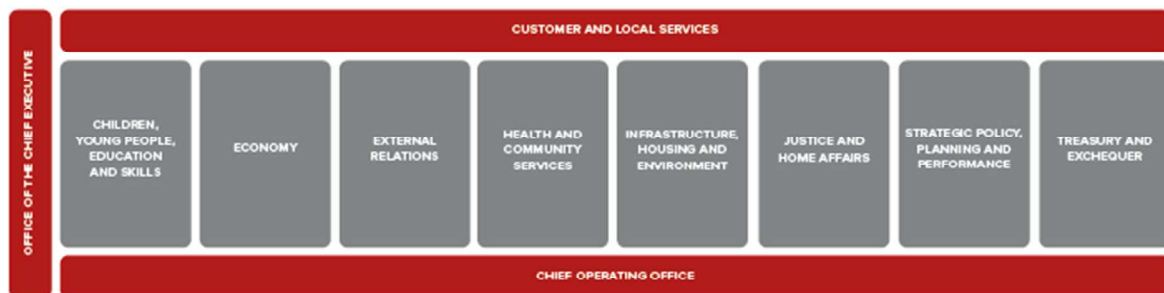 OFFICE OF THE CHIEF EXECUTIVE
CUSTOMER AND LOCAL SERVICES
CHILDREN,
YOUNG PEOPLE,
EDUCATION
AND SKILLS
ECONOMY
EXTERNAL
RELATIONS
HEALTH AND
COMMUNITY
SERVICES
INFRASTRUCTURE,
HOUSING AND
ENVIRONMENT
JUSTICE AND
HOME AFFAIRS
STRATEGIC POLICY,
PLANNING AND
PERFORMANCE
TREASURY AND
EXCHEQUER
CHIEF OPERATING OFFICE